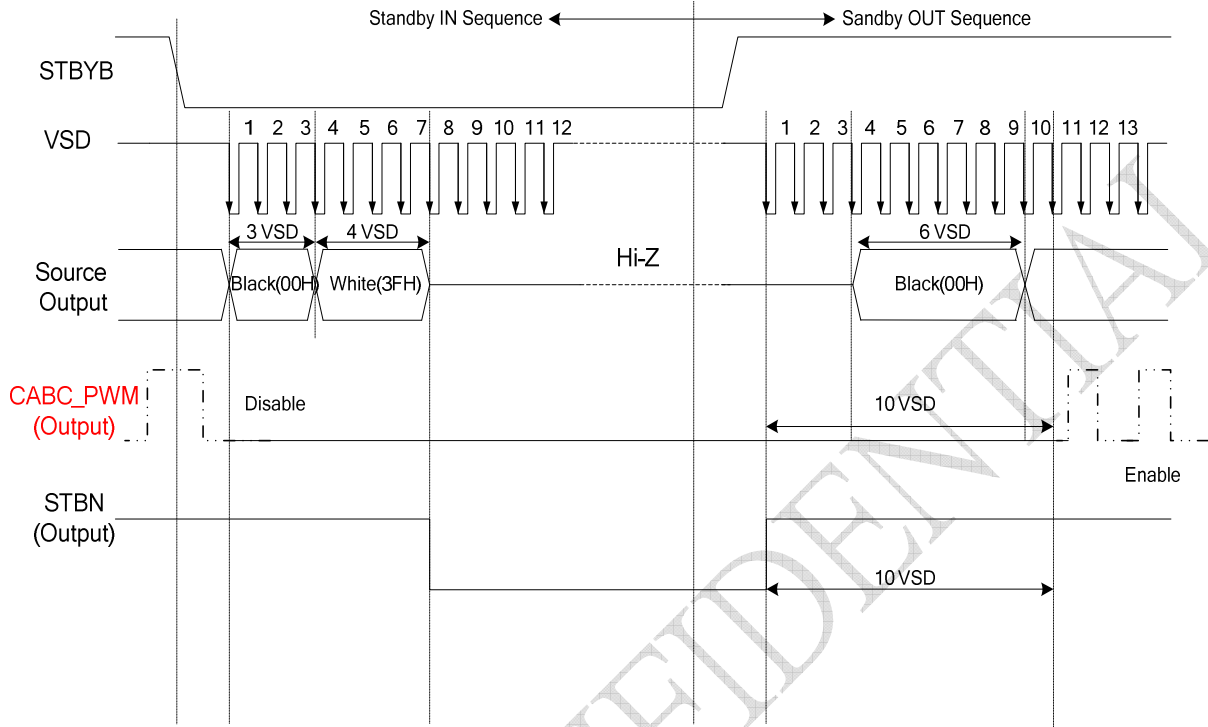 Standby IN Sequence
Sandby OUT Sequence
STBYB
VSD
1 2 3 4 5 6 7 8 9 10 11 12
1 2 3 4 5 6 7 8 9 10 11 12 13
3 VSD
4 VSD
6 VSD
Source
Output
Black(00H)
White(3FH)
Hi-Z
Black(00H)
CABC_PWM
(Output)
Disable
10 VSD
Enable
STBN
(Output)
10 VSD